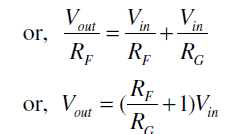 or, V_out / R_F = V_in / R_F + V_in / R_G
or, V_out = (R_F / R_G + 1)V_in